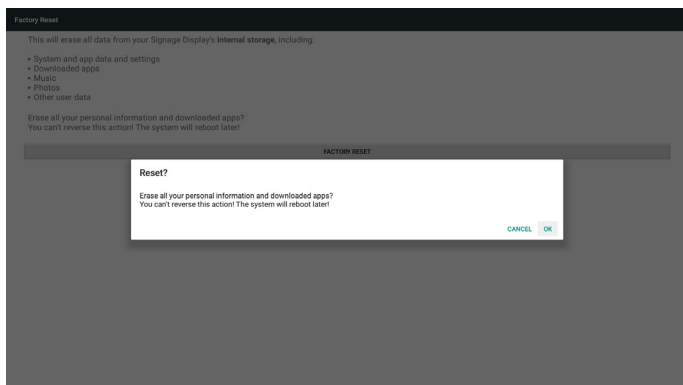 Factory Reset
This will erase all data from your Signage Display's internal storage, including:
• System and app data and settings
• Downloaded apps
• Music
• Photos
• Other user data
Erase all your personal information and downloaded apps?
You can't reverse this action! The system will reboot later!
FACTORY RESET
Reset?
Erase all your personal information and downloaded apps?
You can't reverse this action! The system will reboot later!
CANCEL OK